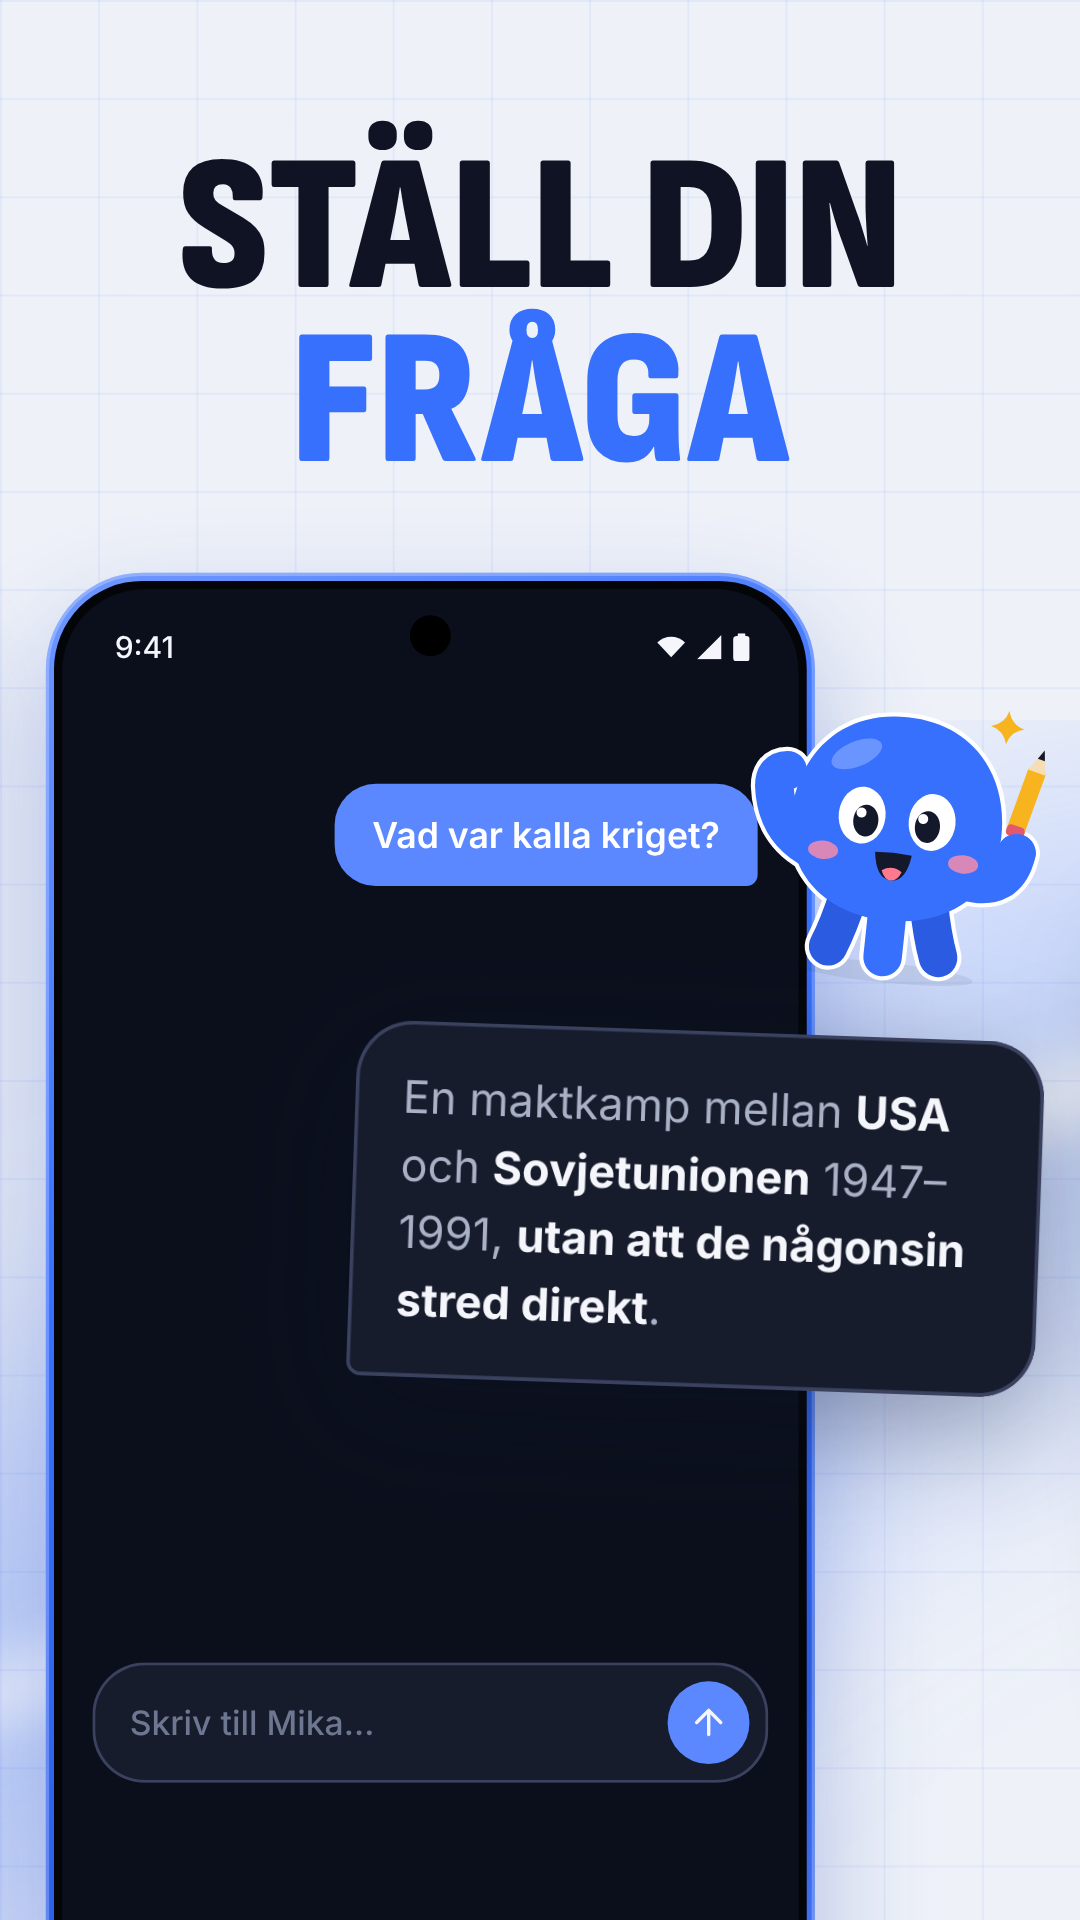 STÄLL DIN
FRÅGA
9:41
Vad var kalla kriget?
En maktkamp mellan USA
och Sovjetunionen 1947–
1991, utan att de någonsin
stred direkt.
Skriv till Mika...